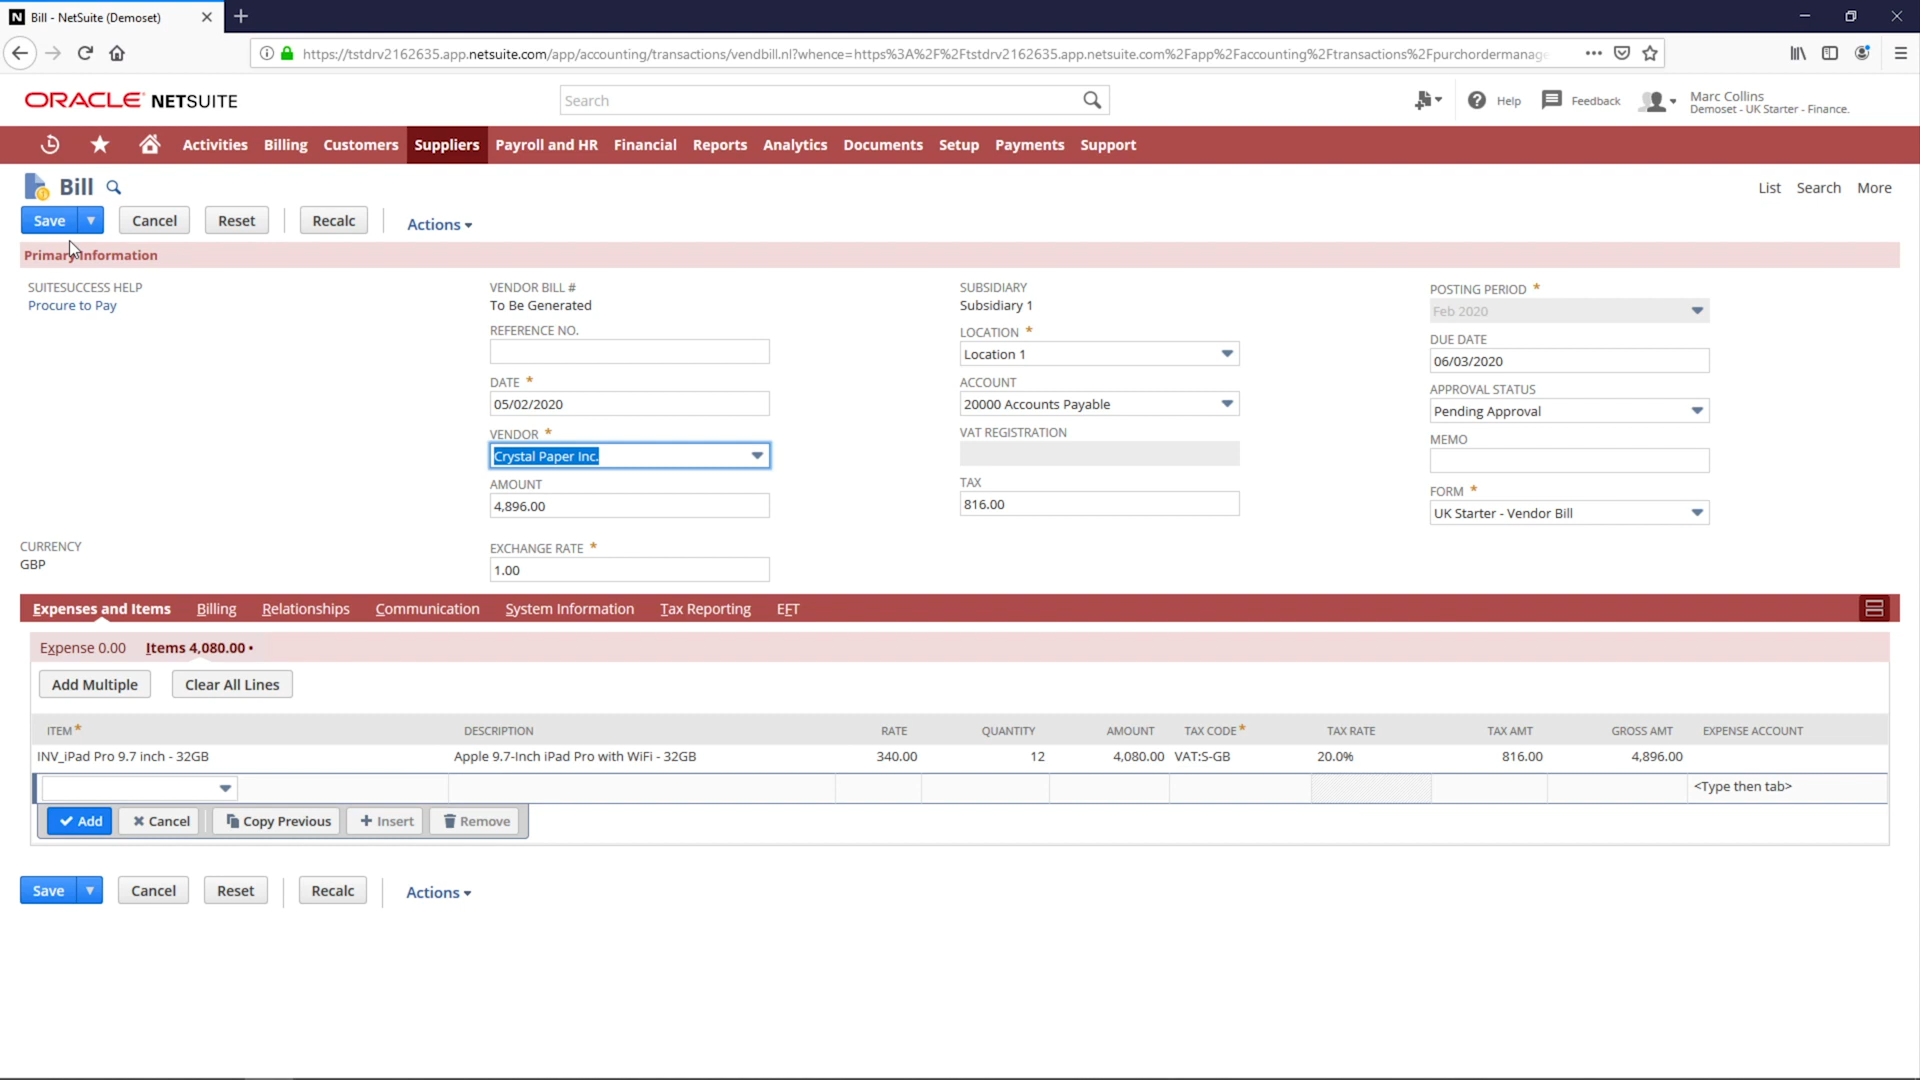 Bill - NetSuite (Demoset)
https://tstdrv2162635.app.netsuite.com/app/accounting/transactions/vendbill.nl?whence=https%3A%2F%2Ftstdrv2162635.app.netsuite.com%2Fapp%2Faccounting%2Ftransactions%2Fpurchordermanage
ORACLE NETSUITE
Search
Help
Feedback
Marc Collins
Demoset - UK Starter - Finance.
Activities Billing Customers Suppliers Payroll and HR Financial Reports Analytics Documents Setup Payments Support
Bill
List Search More
Save Cancel Reset Recalc Actions
Primary Information
SUITESUCCESS HELP
Procure to Pay
VENDOR BILL #
To Be Generated
REFERENCE NO.
DATE *
05/02/2020
VENDOR *
Crystal Paper Inc.
AMOUNT
4,896.00
SUBSIDIARY
Subsidiary 1
LOCATION *
Location 1
ACCOUNT
20000 Accounts Payable
VAT REGISTRATION
TAX
816.00
POSTING PERIOD *
Feb 2020
DUE DATE
06/03/2020
APPROVAL STATUS
Pending Approval
MEMO
FORM *
UK Starter - Vendor Bill
CURRENCY
GBP
EXCHANGE RATE *
1.00
Expenses and Items Billing Relationships Communication System Information Tax Reporting EFT
Expense 0.00 Items 4,080.00 •
Add Multiple Clear All Lines
ITEM * DESCRIPTION RATE QUANTITY AMOUNT TAX CODE * TAX RATE TAX AMT GROSS AMT EXPENSE ACCOUNT
INV_iPad Pro 9.7 inch - 32GB Apple 9.7-Inch iPad Pro with WiFi - 32GB 340.00 12 4,080.00 VAT:S-GB 20.0% 816.00 4,896.00
<Type then tab>
Add Cancel Copy Previous Insert Remove
Save Cancel Reset Recalc Actions